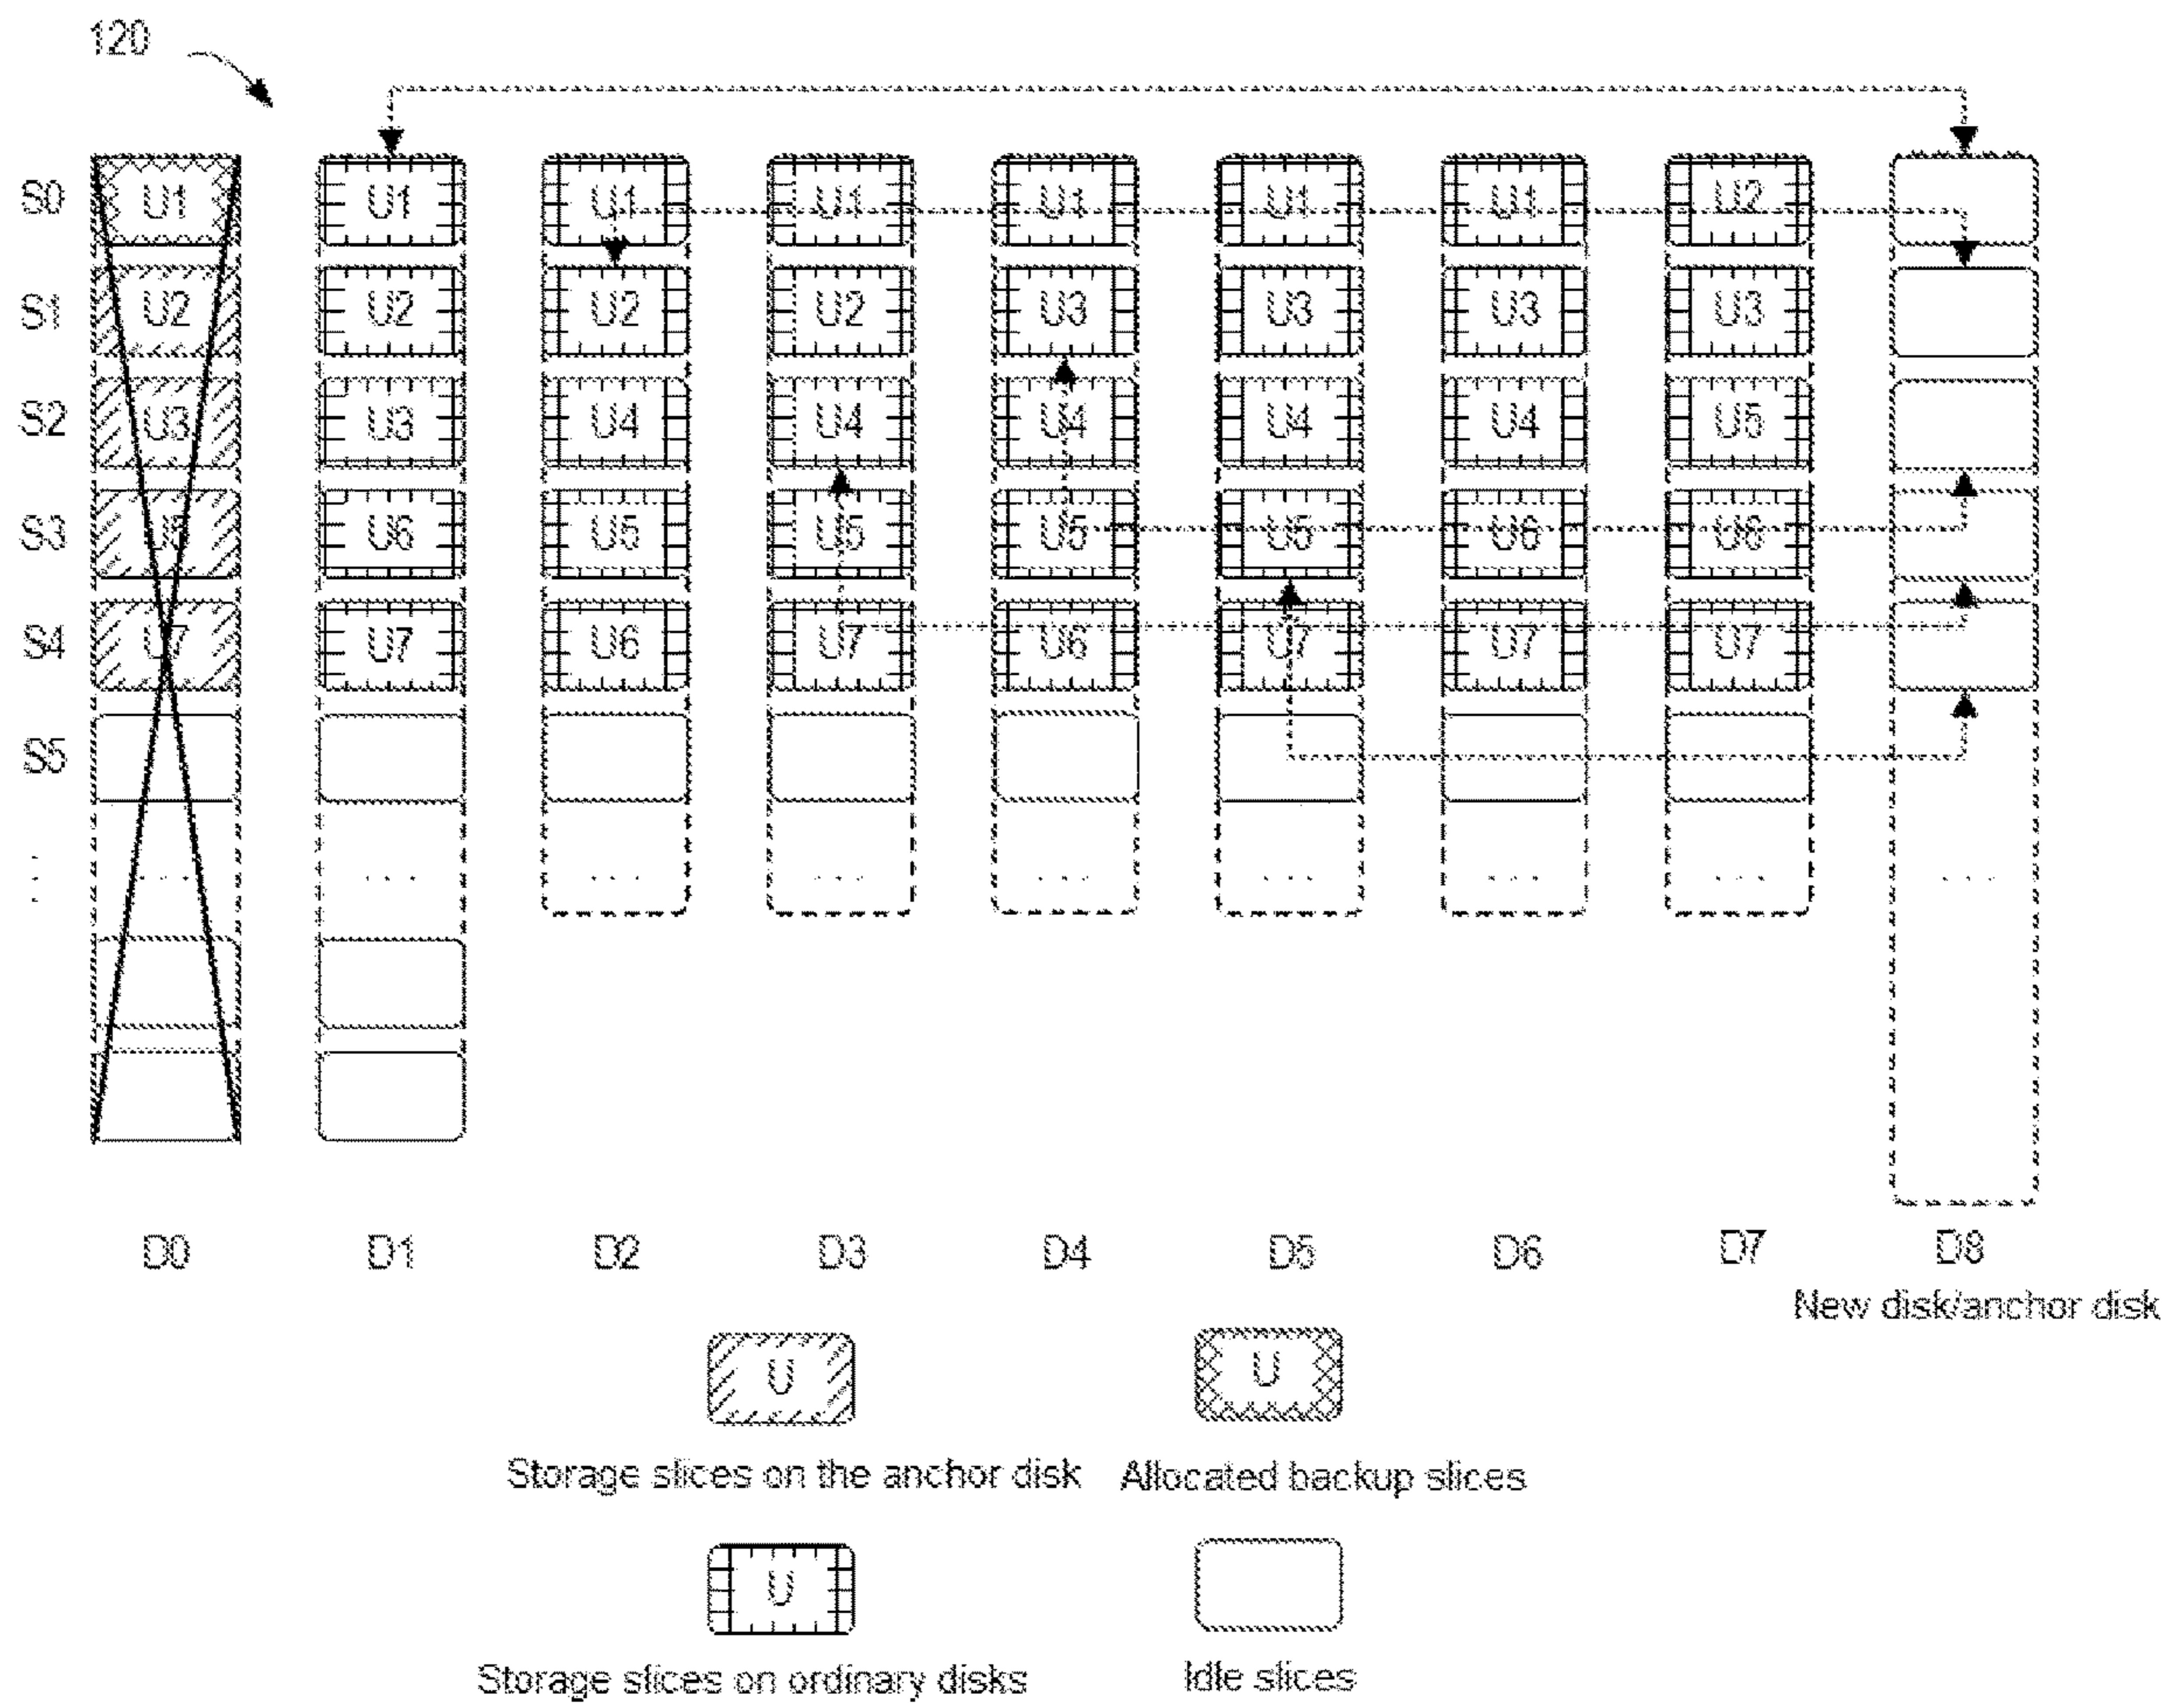 120
S0 U1 U1 U1 U1 U1 U1 U1 U2
S1 U2 U2 U2 U2 U3 U3 U3 U3
S2 U3 U3 U4 U4 U4 U4 U4 U5
S3 U5 U6 U5 U5 U5 U5 U6 U6
S4 U7 U7 U6 U7 U6 U7 U7 U7
S5
... ... ... ... ... ... ... ... ... ...
D0 D1 D2 D3 D4 D5 D6 D7 D8
New disk/anchor disk
U U
Storage slices on the anchor disk Allocated backup slices
U
Storage slices on ordinary disks Idle slices